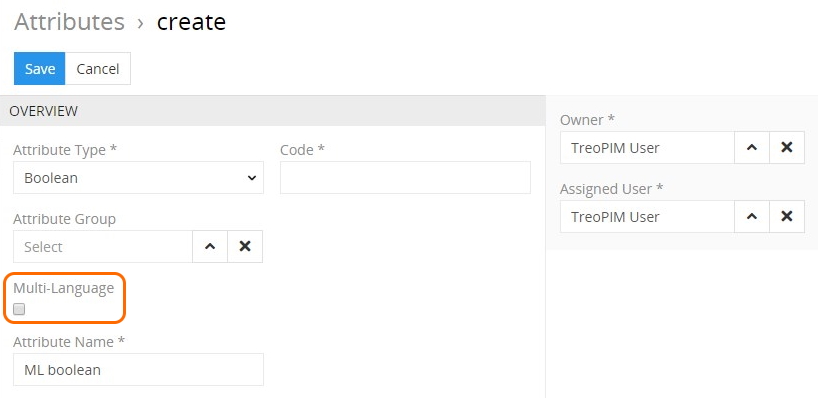 Attributes › create
Save Cancel
OVERVIEW
Attribute Type *
Code *
Boolean
Attribute Group
Select
Multi-Language
Attribute Name *
ML boolean
Owner *
TreoPIM User
Assigned User *
TreoPIM User